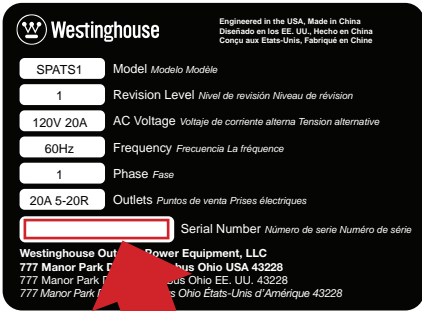 Westinghouse
Engineered in the USA, Made in China
Diseñado en los EE. UU., Hecho en China
Conçu aux Etats-Unis, Fabriqué en Chine
SPATS1 Model Modelo Modèle
1 Revision Level Nivel de revisión Niveau de révision
120V 20A AC Voltage Voltaje de corriente alterna Tension alternative
60Hz Frequency Frecuencia La fréquence
1 Phase Fase
20A 5-20R Outlets Puntos de venta Prises électriques
Serial Number Número de serie Numéro de série
Westinghouse Power Equipment, LLC
777 Manor Park Ohio USA 43228
777 Manor Park Ohio EE. UU. 43228
777 Manor Park Ohio États-Unis d'Amérique 43228